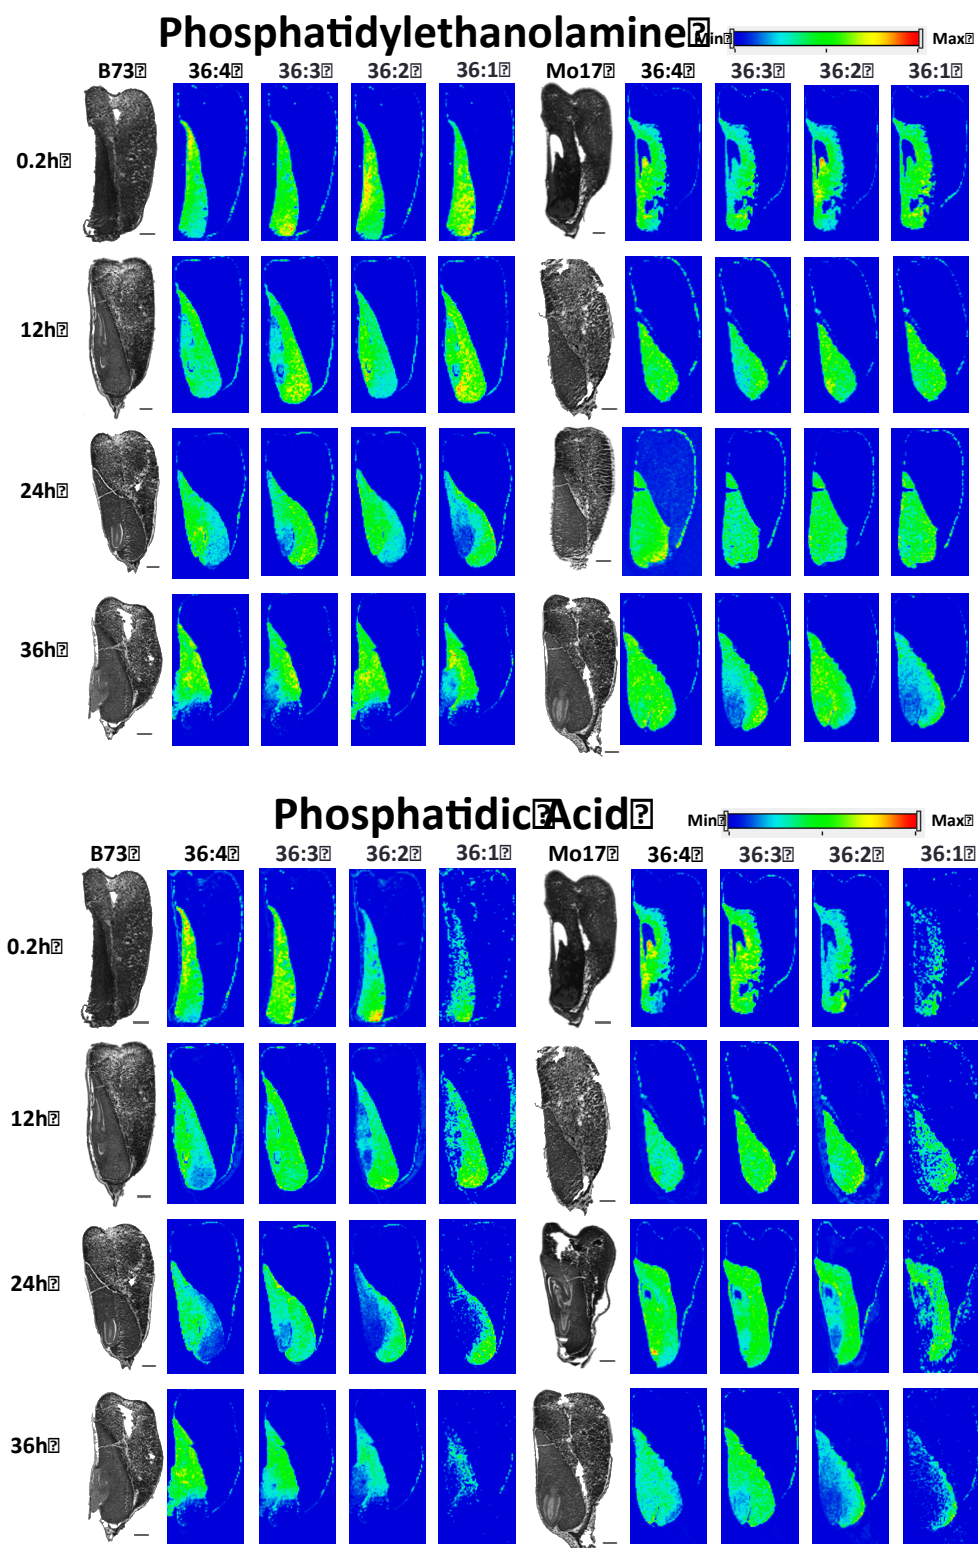 Phosphatidylethanolamine
Min Max
B73 36:4 36:3 36:2 36:1 Mo17 36:4 36:3 36:2 36:1
0.2h
12h
24h
36h
Phosphatidic Acid
Min Max
B73 36:4 36:3 36:2 36:1 Mo17 36:4 36:3 36:2 36:1
0.2h
12h
24h
36h